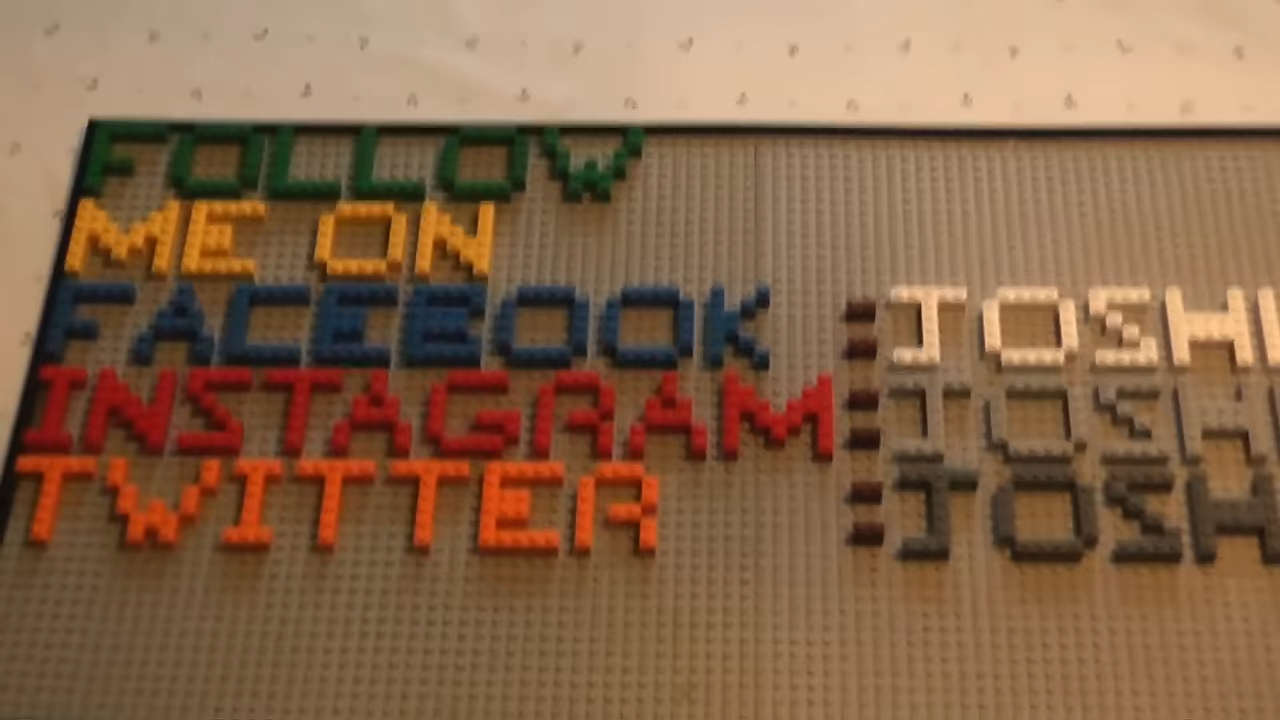 FOLLOW
ME ON
FACEBOOK : JOSH
INSTAGRAM : JOSH
TWITTER : JOSH